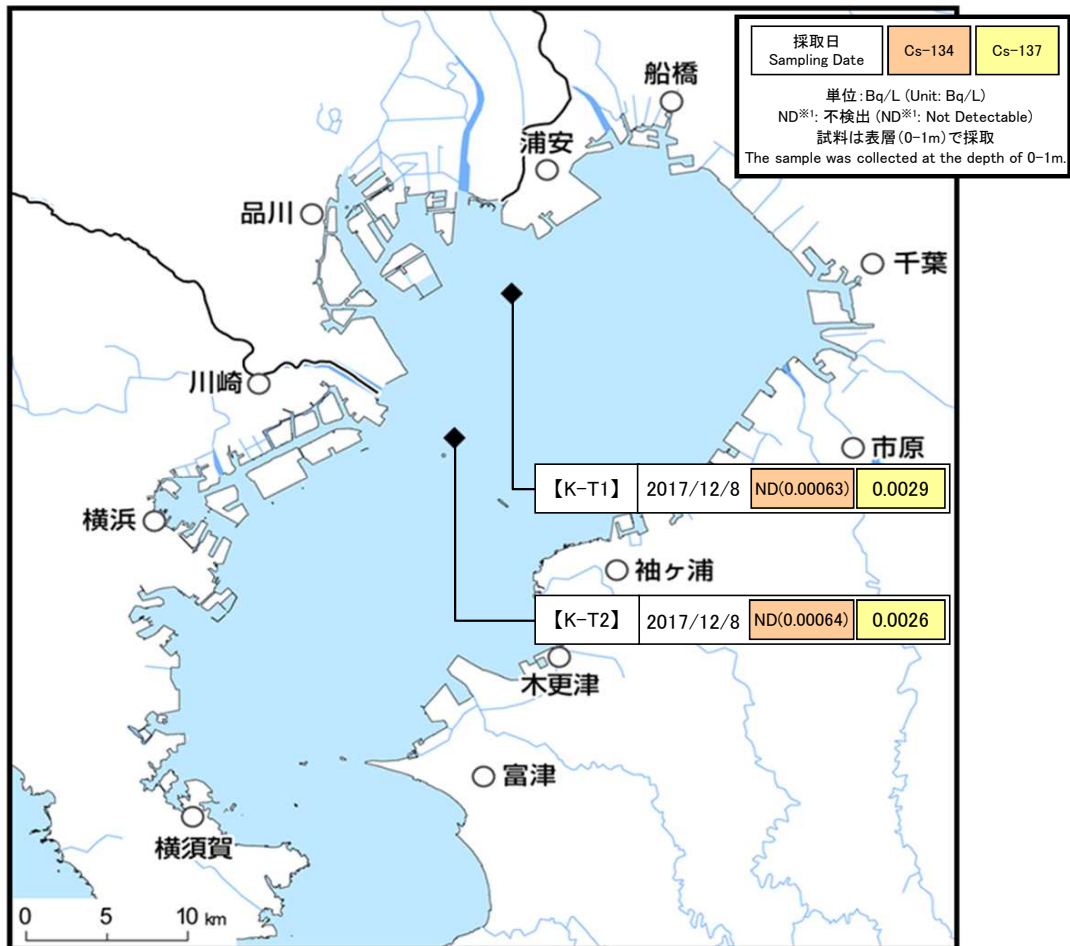 採取日
Sampling Date
Cs-134
Cs-137
単位:Bq/L (Unit: Bq/L)
ND※1: 不検出 (ND※1: Not Detectable)
試料は表層(0-1m)で採取
The sample was collected at the depth of 0-1m.
船橋
浦安
品川
千葉
川崎
市原
【K-T1】 2017/12/8 ND(0.00063) 0.0029
横浜
袖ヶ浦
【K-T2】 2017/12/8 ND(0.00064) 0.0026
木更津
富津
横須賀
0 5 10 km